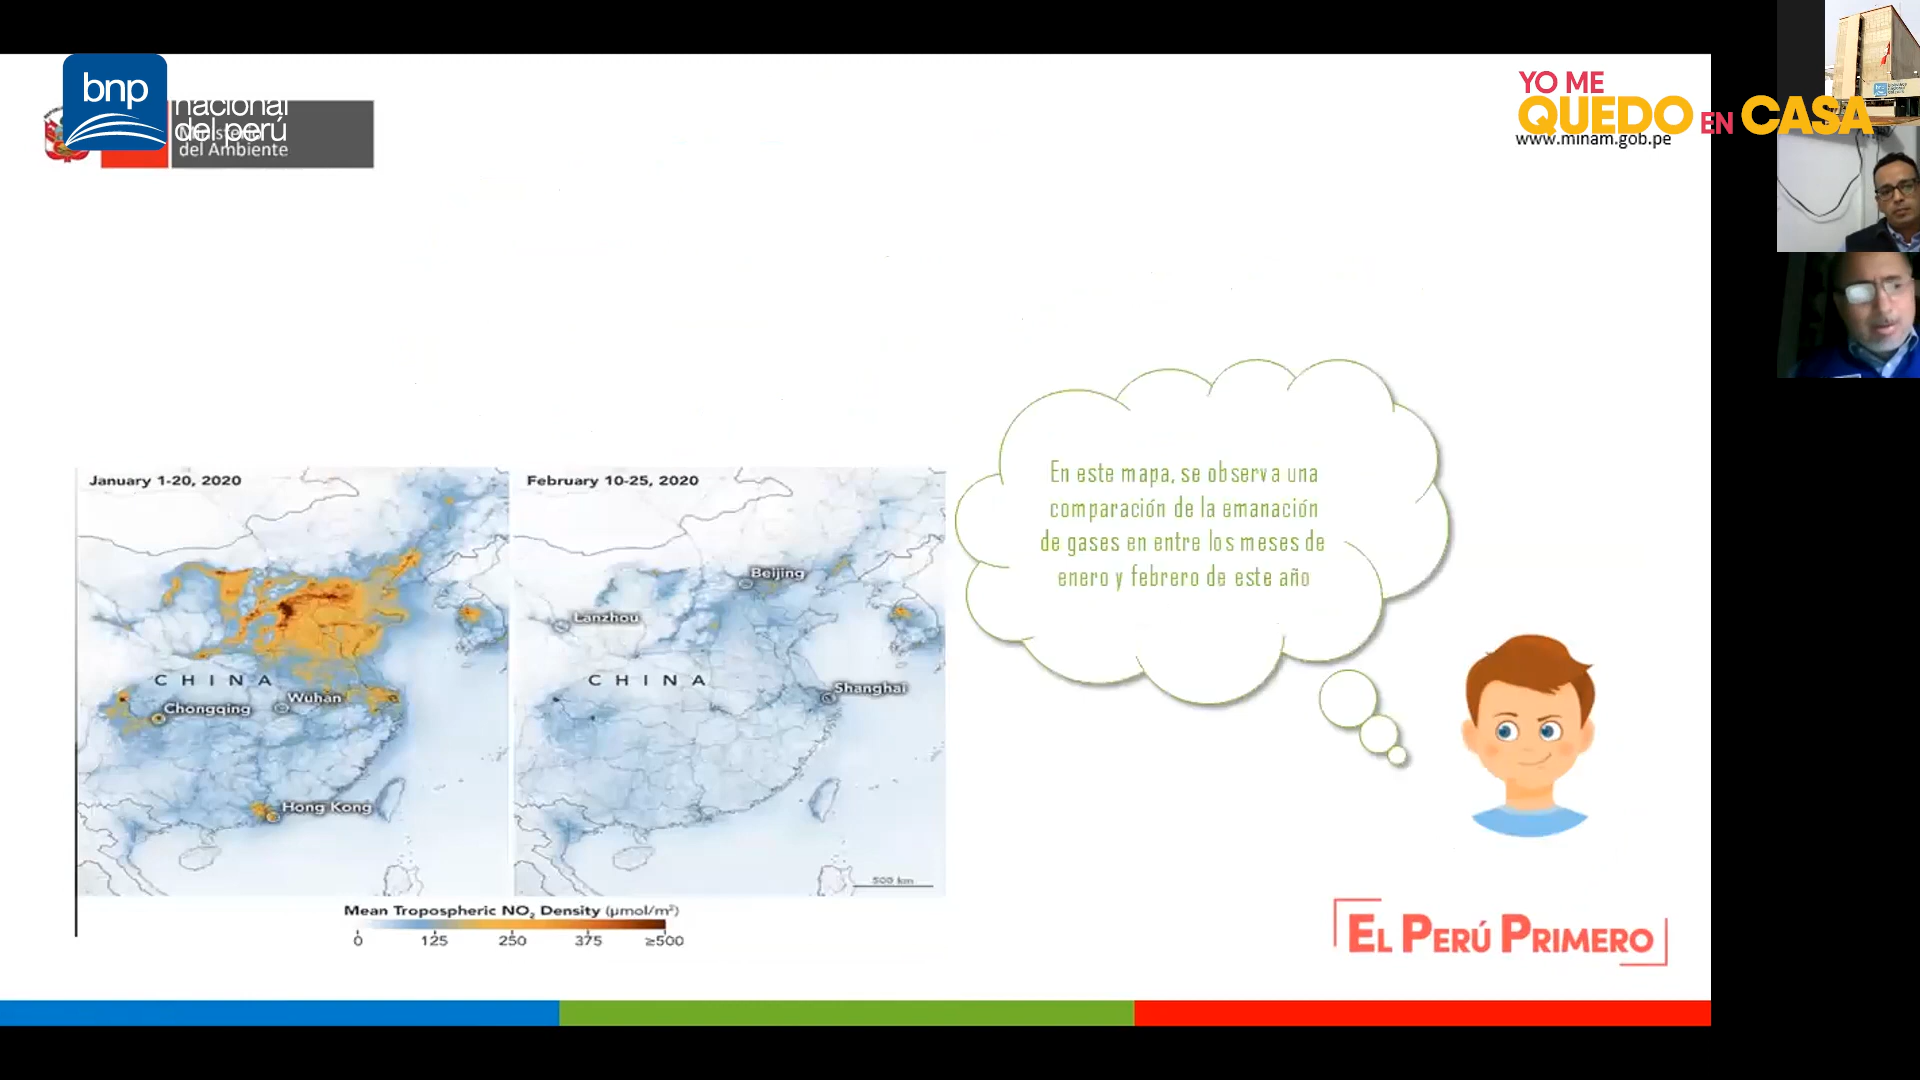 bnp
nacional
del perú
Ministerio
del Ambiente
YO ME
QUEDO EN CASA
www.minam.gob.pe
En este mapa, se observa una
comparación de la emanación
de gases en entre los meses de
enero y febrero de este año
January 1-20, 2020
February 10-25, 2020
Beijing
Lanzhou
CHINA
Wuhan
Chongqing
Hong Kong
CHINA
Shanghai
500 km
Mean Tropospheric NO₂ Density (μmol/m²)
0 125 250 375 ≥500
EL PERÚ PRIMERO